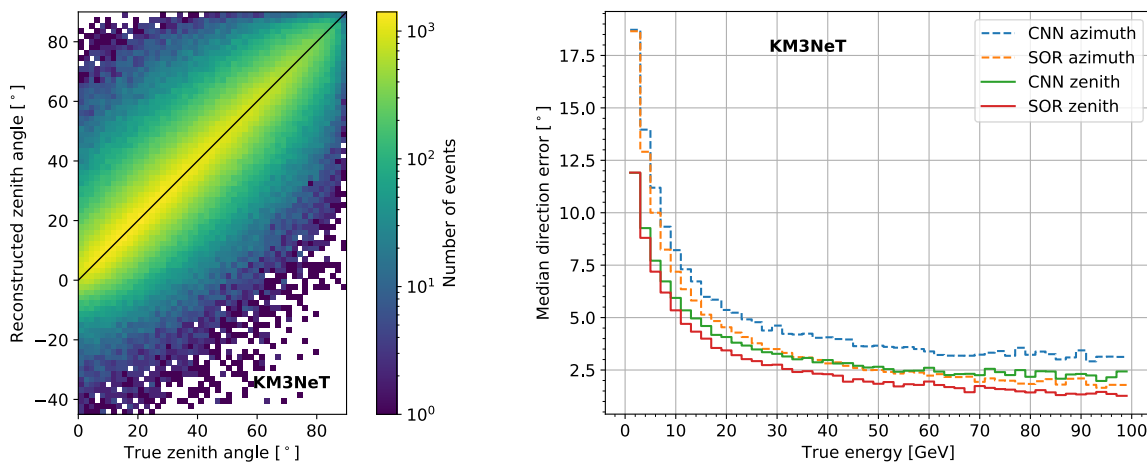 80
60
40
20
0
−20
−40
Reconstructed zenith angle [°]
0 20 40 60 80
True zenith angle [°]
KM3NeT
10³
10²
10¹
10⁰
Number of events
17.5
15.0
12.5
10.0
7.5
5.0
2.5
Median direction error [°]
0 10 20 30 40 50 60 70 80 90 100
True energy [GeV]
KM3NeT
CNN azimuth
SOR azimuth
CNN zenith
SOR zenith